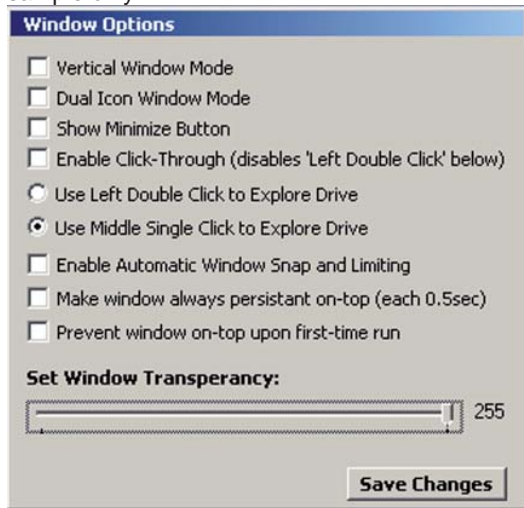 Window Options
Vertical Window Mode
Dual Icon Window Mode
Show Minimize Button
Enable Click-Through (disables 'Left Double Click' below)
Use Left Double Click to Explore Drive
Use Middle Single Click to Explore Drive
Enable Automatic Window Snap and Limiting
Make window always persistant on-top (each 0.5sec)
Prevent window on-top upon first-time run
Set Window Transperancy:
255
Save Changes